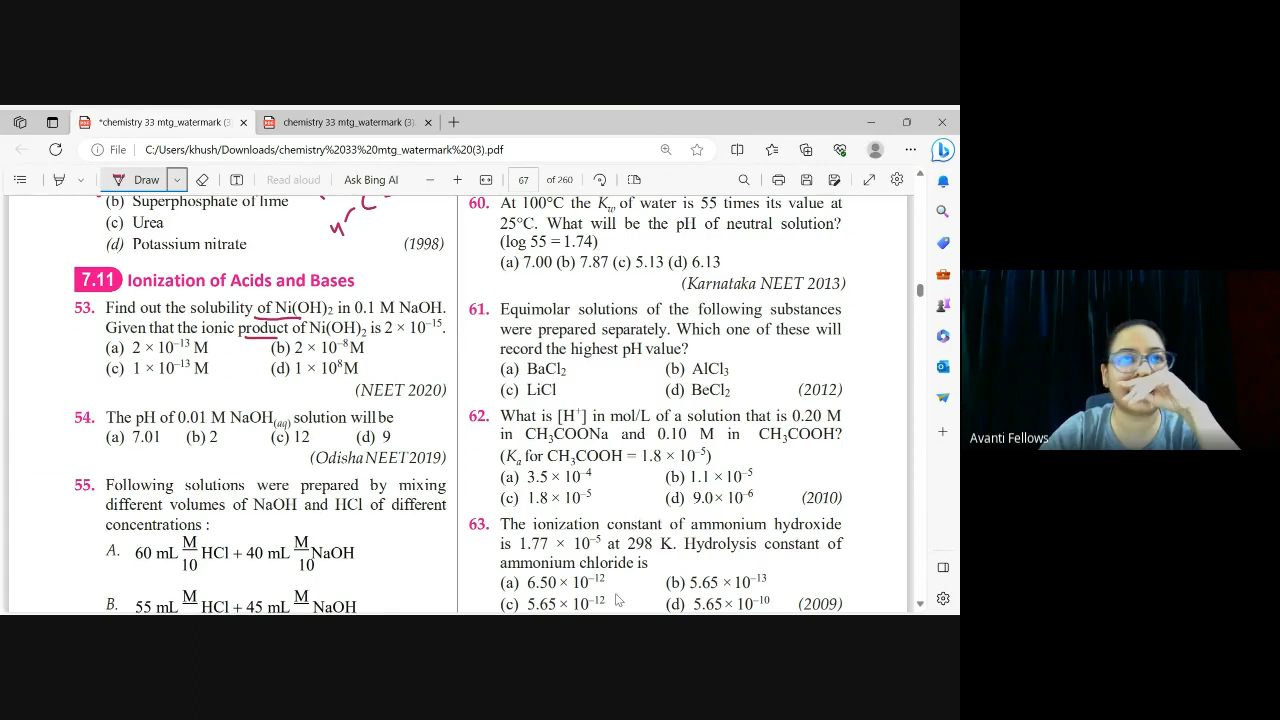 *chemistry 33 mtg_watermark (3)
chemistry 33 mtg_watermark (3).
File C:/Users/khush/Downloads/chemistry%2033%20mtg_watermark%20(3).pdf
Draw Read aloud Ask Bing AI 67 of 260
(b) Superphosphate of lime
(c) Urea
(d) Potassium nitrate (1998)
7.11 Ionization of Acids and Bases
53. Find out the solubility of Ni(OH)₂ in 0.1 M NaOH.
Given that the ionic product of Ni(OH)₂ is 2 × 10⁻¹⁵.
(a) 2 × 10⁻¹³ M (b) 2 × 10⁻⁸ M
(c) 1 × 10⁻¹³ M (d) 1 × 10⁸ M
(NEET 2020)
54. The pH of 0.01 M NaOH(aq) solution will be
(a) 7.01 (b) 2 (c) 12 (d) 9
(Odisha NEET 2019)
55. Following solutions were prepared by mixing
different volumes of NaOH and HCl of different
concentrations :
A. 60 mL M/10 HCl + 40 mL M/10 NaOH
B. 55 mL M HCl + 45 mL M NaOH
60. At 100°C the Kw of water is 55 times its value at
25°C. What will be the pH of neutral solution?
(log 55 = 1.74)
(a) 7.00 (b) 7.87 (c) 5.13 (d) 6.13
(Karnataka NEET 2013)
61. Equimolar solutions of the following substances
were prepared separately. Which one of these will
record the highest pH value?
(a) BaCl₂ (b) AlCl₃
(c) LiCl (d) BeCl₂ (2012)
62. What is [H⁺] in mol/L of a solution that is 0.20 M
in CH₃COONa and 0.10 M in CH₃COOH?
(Ka for CH₃COOH = 1.8 × 10⁻⁵)
(a) 3.5 × 10⁻⁴ (b) 1.1 × 10⁻⁵
(c) 1.8 × 10⁻⁵ (d) 9.0 × 10⁻⁶ (2010)
63. The ionization constant of ammonium hydroxide
is 1.77 × 10⁻⁵ at 298 K. Hydrolysis constant of
ammonium chloride is
(a) 6.50 × 10⁻¹² (b) 5.65 × 10⁻¹³
(c) 5.65 × 10⁻¹² (d) 5.65 × 10⁻¹⁰ (2009)
Avanti Fellows